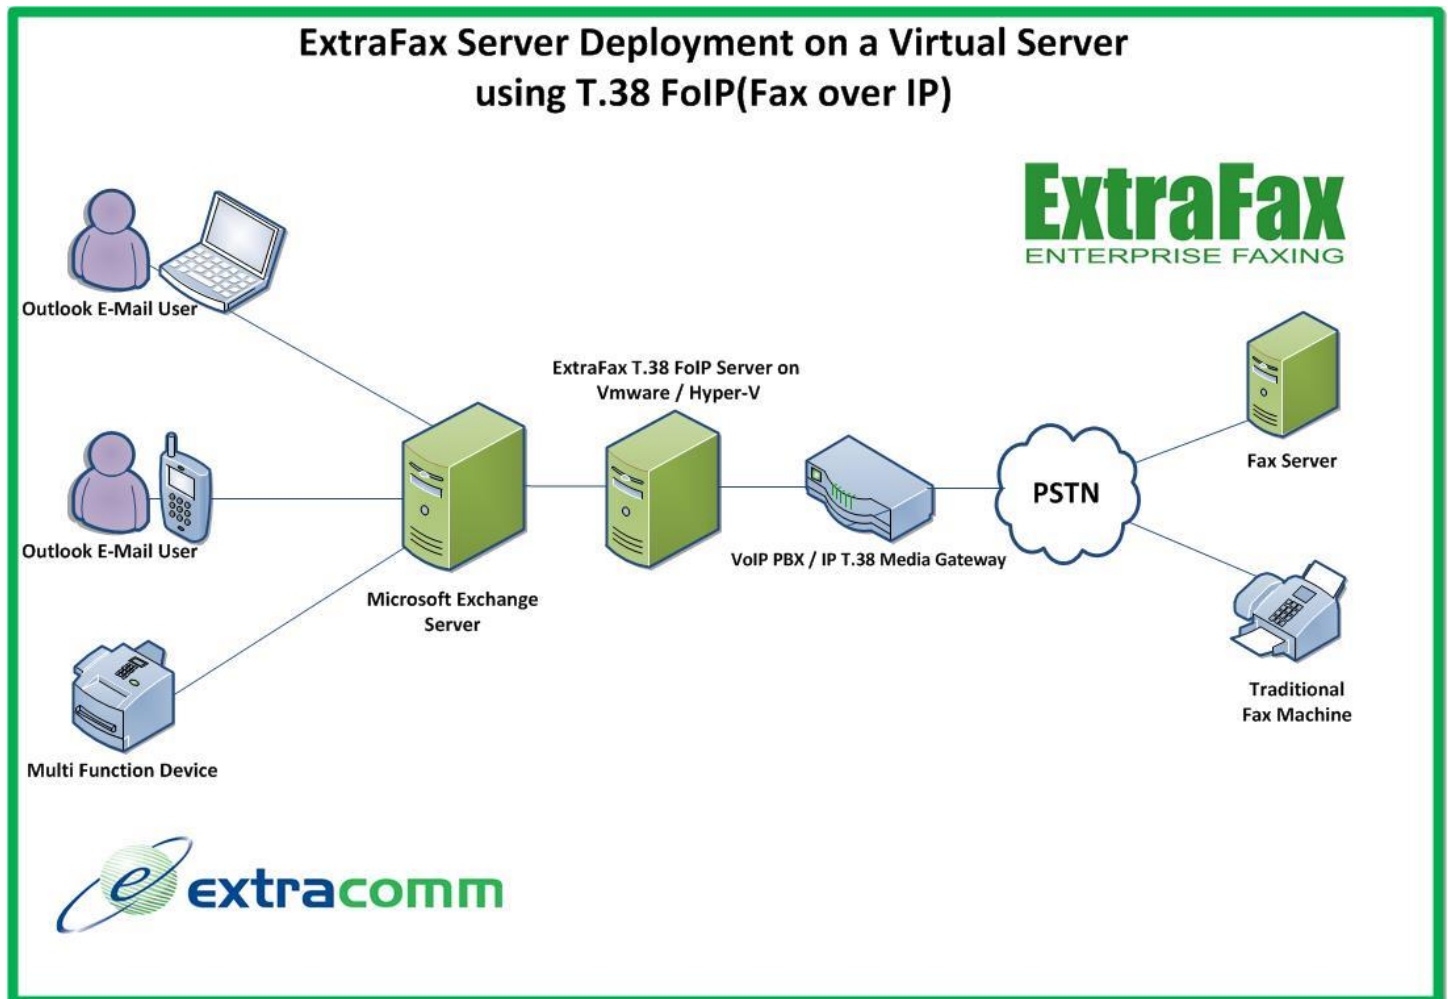 ExtraFax Server Deployment on a Virtual Server
using T.38 FoIP(Fax over IP)
ExtraFax
ENTERPRISE FAXING
Outlook E-Mail User
ExtraFax T.38 FoIP Server on
Vmware / Hyper-V
Fax Server
PSTN
Outlook E-Mail User
VoIP PBX / IP T.38 Media Gateway
Microsoft Exchange
Server
Traditional
Fax Machine
Multi Function Device
e
extracomm